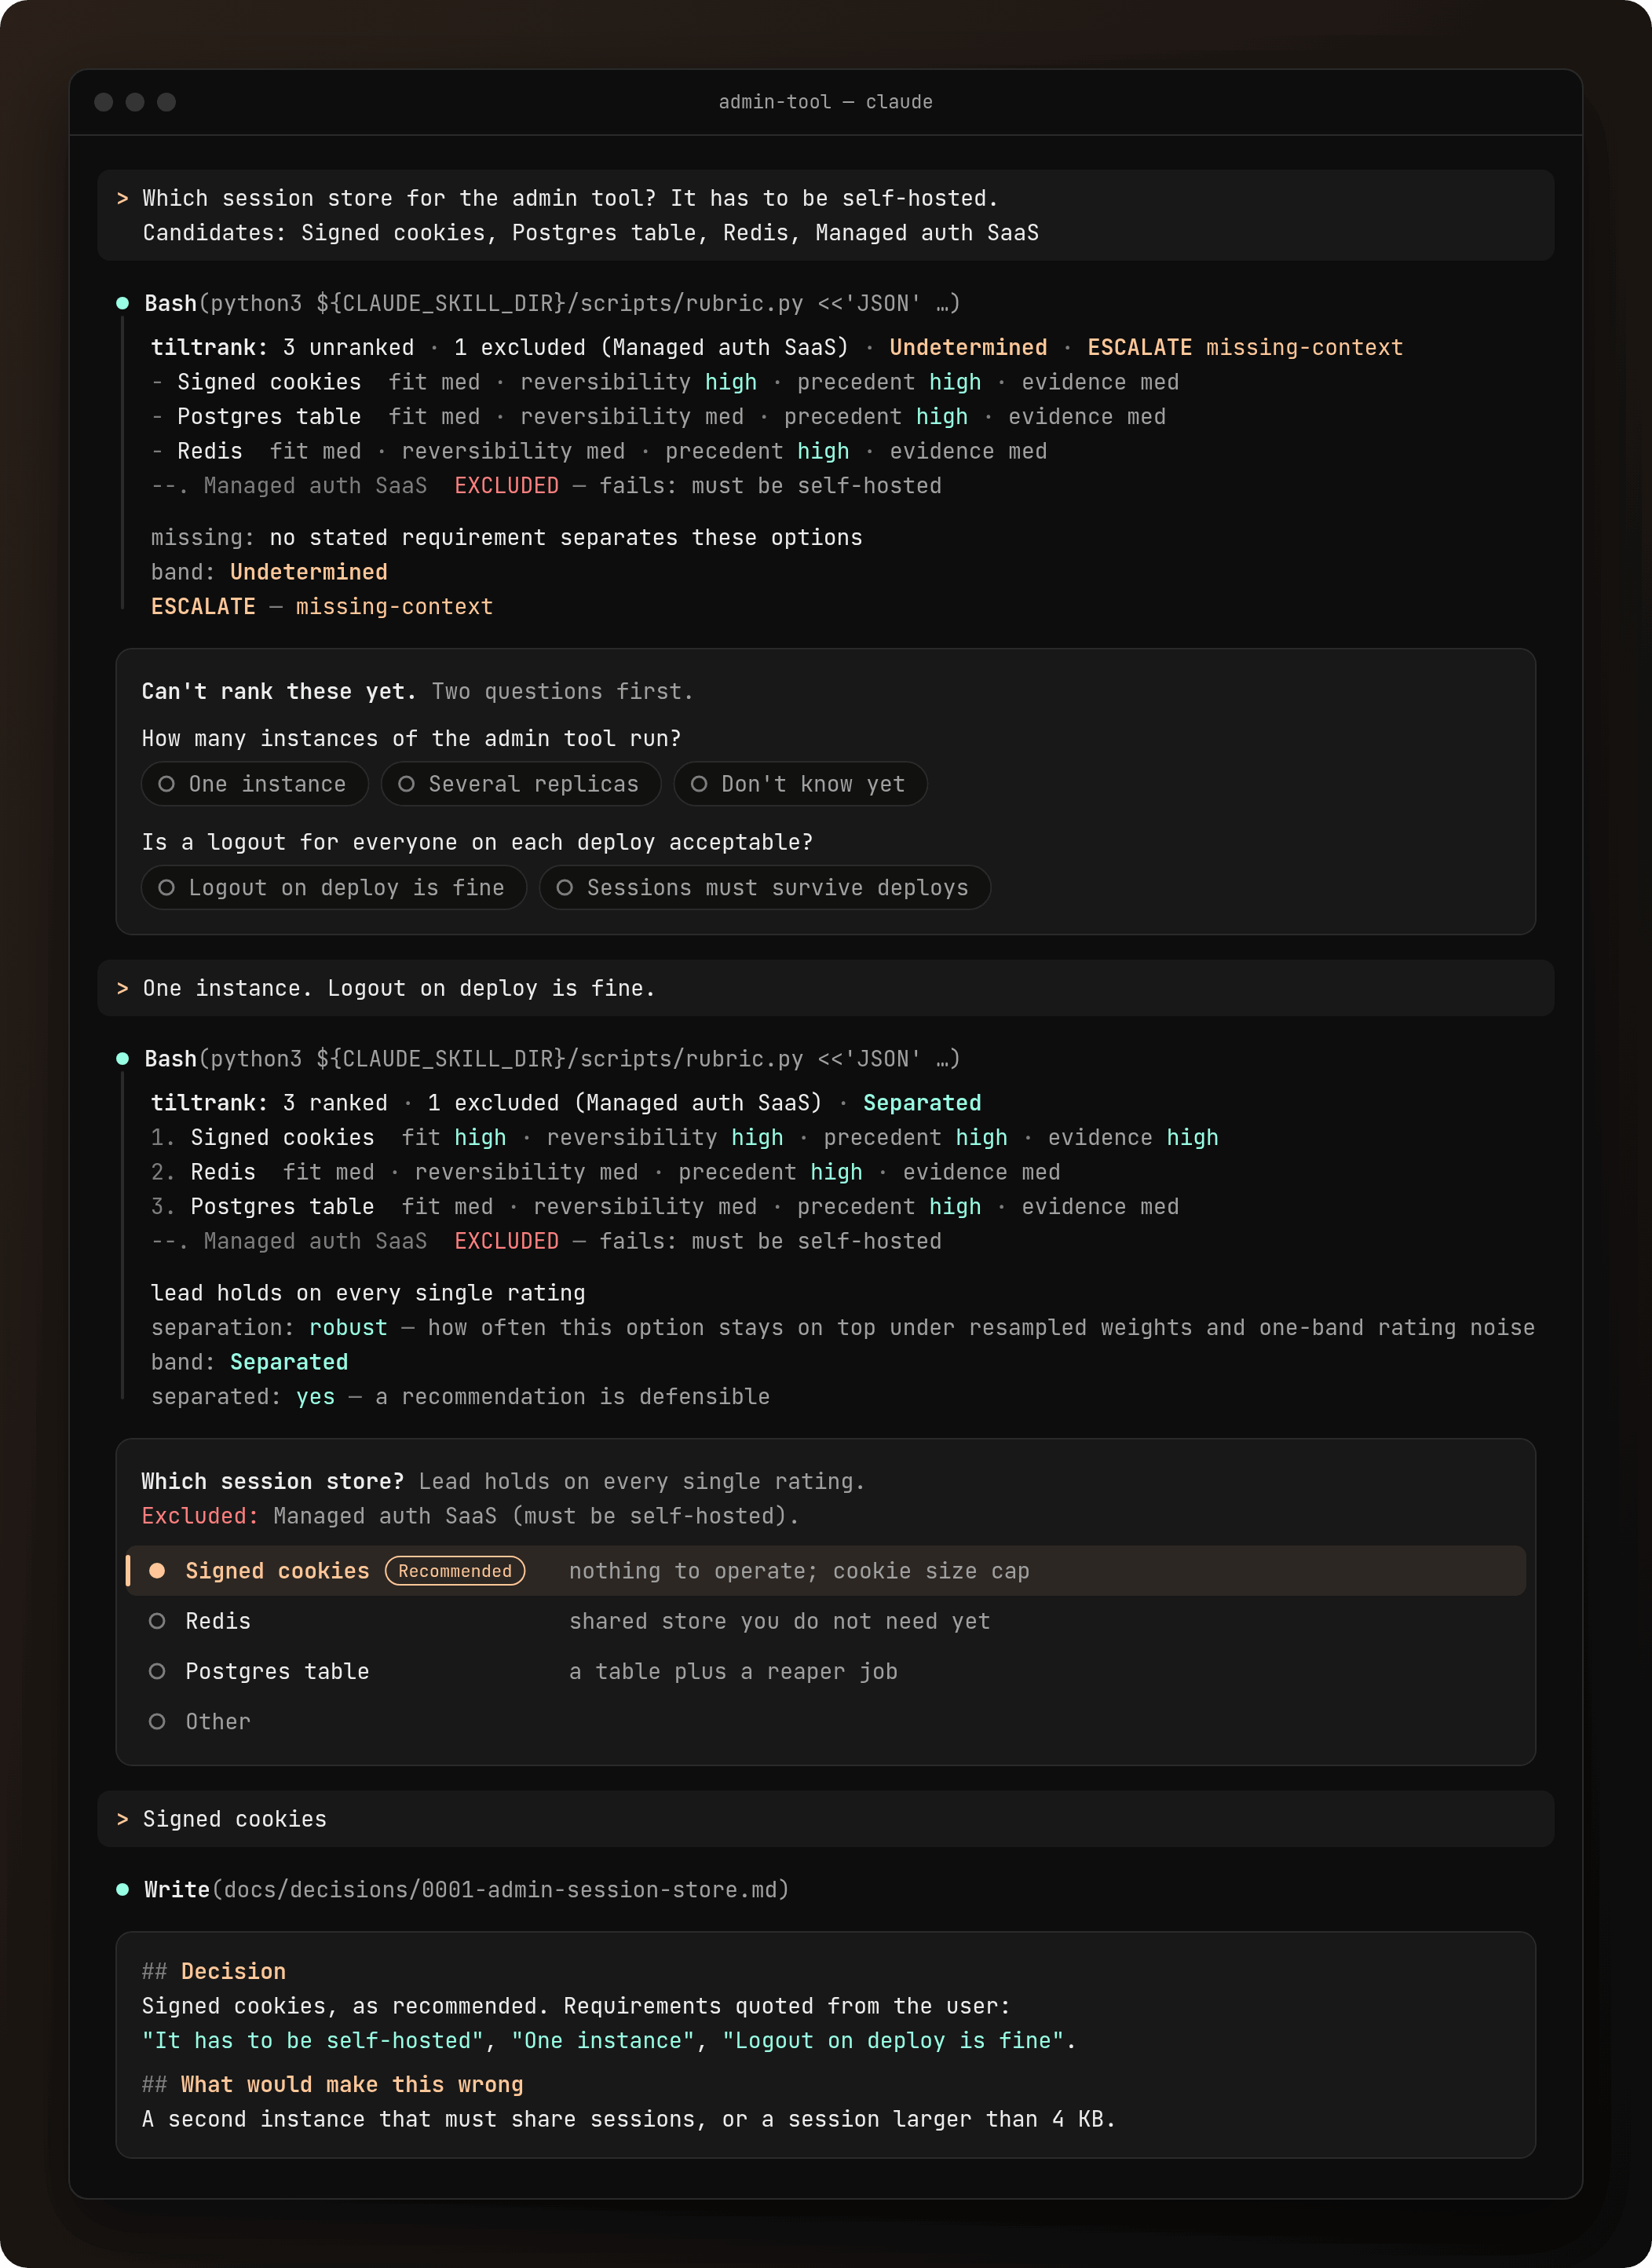 admin-tool — claude
> Which session store for the admin tool? It has to be self-hosted.
Candidates: Signed cookies, Postgres table, Redis, Managed auth SaaS
Bash(python3 ${CLAUDE_SKILL_DIR}/scripts/rubric.py <<'JSON' …)
tiltrank: 3 unranked · 1 excluded (Managed auth SaaS) · Undetermined · ESCALATE missing-context
- Signed cookies fit med · reversibility high · precedent high · evidence med
- Postgres table fit med · reversibility med · precedent high · evidence med
- Redis fit med · reversibility med · precedent high · evidence med
--. Managed auth SaaS EXCLUDED — fails: must be self-hosted
missing: no stated requirement separates these options
band: Undetermined
ESCALATE — missing-context
Can't rank these yet. Two questions first.
How many instances of the admin tool run?
One instance Several replicas Don't know yet
Is a logout for everyone on each deploy acceptable?
Logout on deploy is fine Sessions must survive deploys
> One instance. Logout on deploy is fine.
Bash(python3 ${CLAUDE_SKILL_DIR}/scripts/rubric.py <<'JSON' …)
tiltrank: 3 ranked · 1 excluded (Managed auth SaaS) · Separated
1. Signed cookies fit high · reversibility high · precedent high · evidence high
2. Redis fit med · reversibility med · precedent high · evidence med
3. Postgres table fit med · reversibility med · precedent high · evidence med
--. Managed auth SaaS EXCLUDED — fails: must be self-hosted
lead holds on every single rating
separation: robust — how often this option stays on top under resampled weights and one-band rating noise
band: Separated
separated: yes — a recommendation is defensible
Which session store? Lead holds on every single rating.
Excluded: Managed auth SaaS (must be self-hosted).
Signed cookies Recommended nothing to operate; cookie size cap
Redis shared store you do not need yet
Postgres table a table plus a reaper job
Other
> Signed cookies
Write(docs/decisions/0001-admin-session-store.md)
## Decision
Signed cookies, as recommended. Requirements quoted from the user:
"It has to be self-hosted", "One instance", "Logout on deploy is fine".
## What would make this wrong
A second instance that must share sessions, or a session larger than 4 KB.